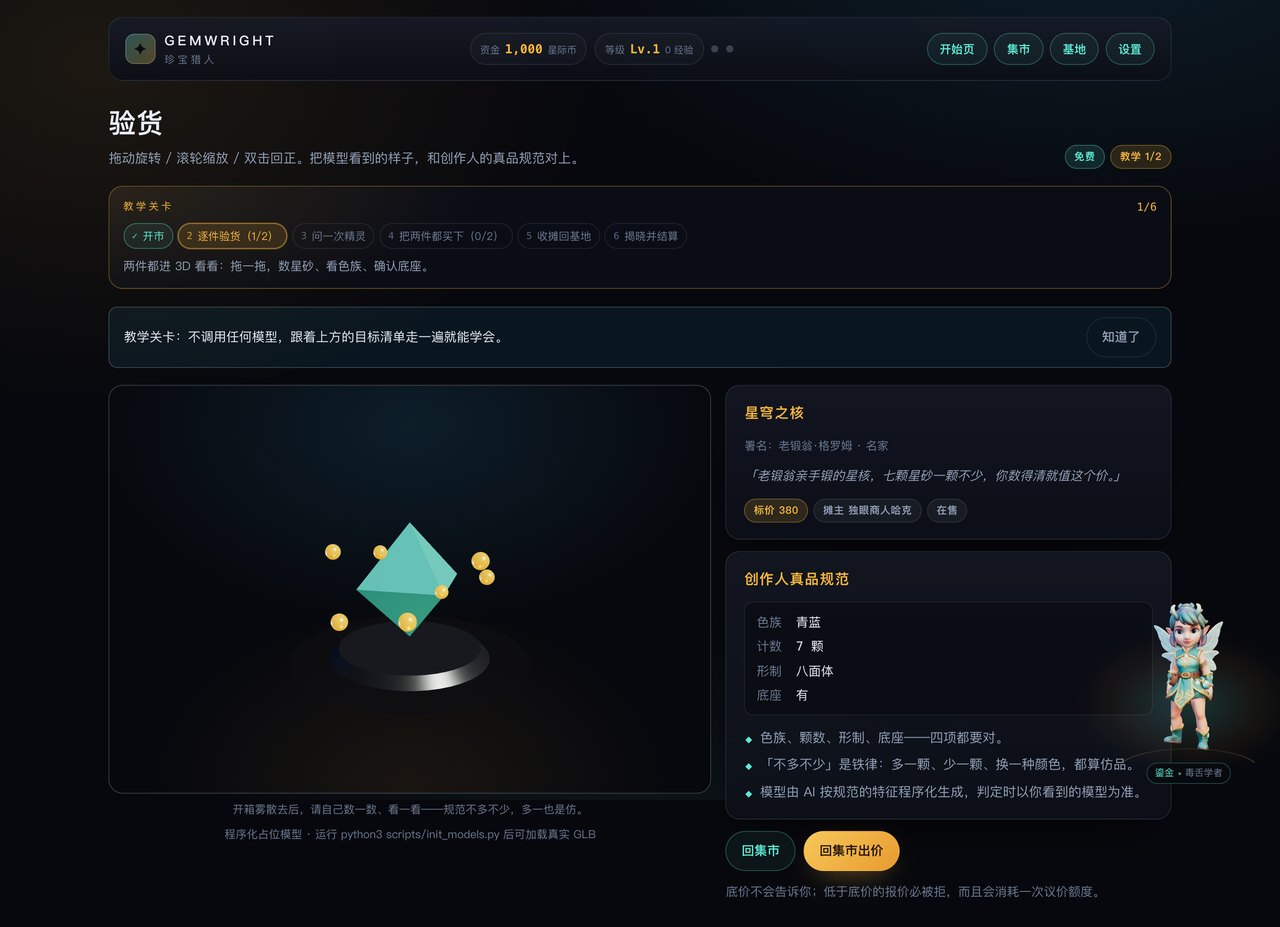 GEMWRIGHT
珍宝猎人
资金 1,000 星际币
等级 Lv.1 0 经验
开始页
集市
基地
设置
验货
拖动旋转 / 滚轮缩放 / 双击回正。把模型看到的样子，和创作人的真品规范对上。
免费
教学 1/2
教学关卡
1/6
✓ 开市
2 逐件验货（1/2）
3 问一次精灵
4 把两件都买下（0/2）
5 收摊回基地
6 揭晓并结算
两件都进 3D 看看：拖一拖，数星砂、看色族、确认底座。
教学关卡：不调用任何模型，跟着上方的目标清单走一遍就能学会。
知道了
星穹之核
署名：老锻翁·格罗姆 · 名家
「老锻翁亲手锻的星核，七颗星砂一颗不少，你数得清就值这个价。」
标价 380
摊主 独眼商人哈克
在售
创作人真品规范
色族 青蓝
计数 7 颗
形制 八面体
底座 有
色族、颗数、形制、底座——四项都要对。
「不多不少」是铁律：多一颗、少一颗、换一种颜色，都算仿品。
模型由 AI 按规范的特征程序化生成，判定时以你看到的模型为准。
鎏金 • 毒舌学者
开箱雾散去后，请自己数一数、看一看——规范不多不少，多一也是仿。
程序化占位模型 · 运行 python3 scripts/init_models.py 后可加载真实 GLB
回集市
回集市出价
底价不会告诉你；低于底价的报价必被拒，而且会消耗一次议价额度。